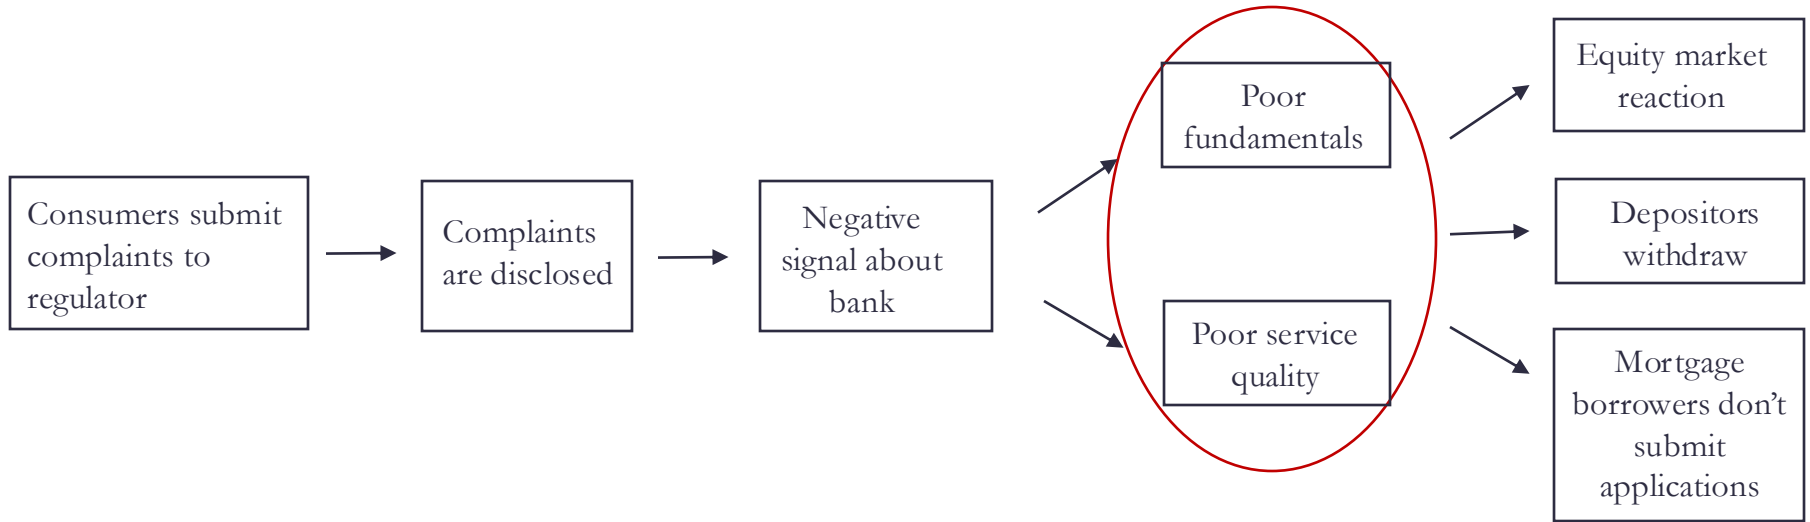 Consumers submit
complaints to
regulator
Complaints
are disclosed
Negative
signal about
bank
Poor
fundamentals
Poor service
quality
Equity market
reaction
Depositors
withdraw
Mortgage
borrowers don’t
submit
applications